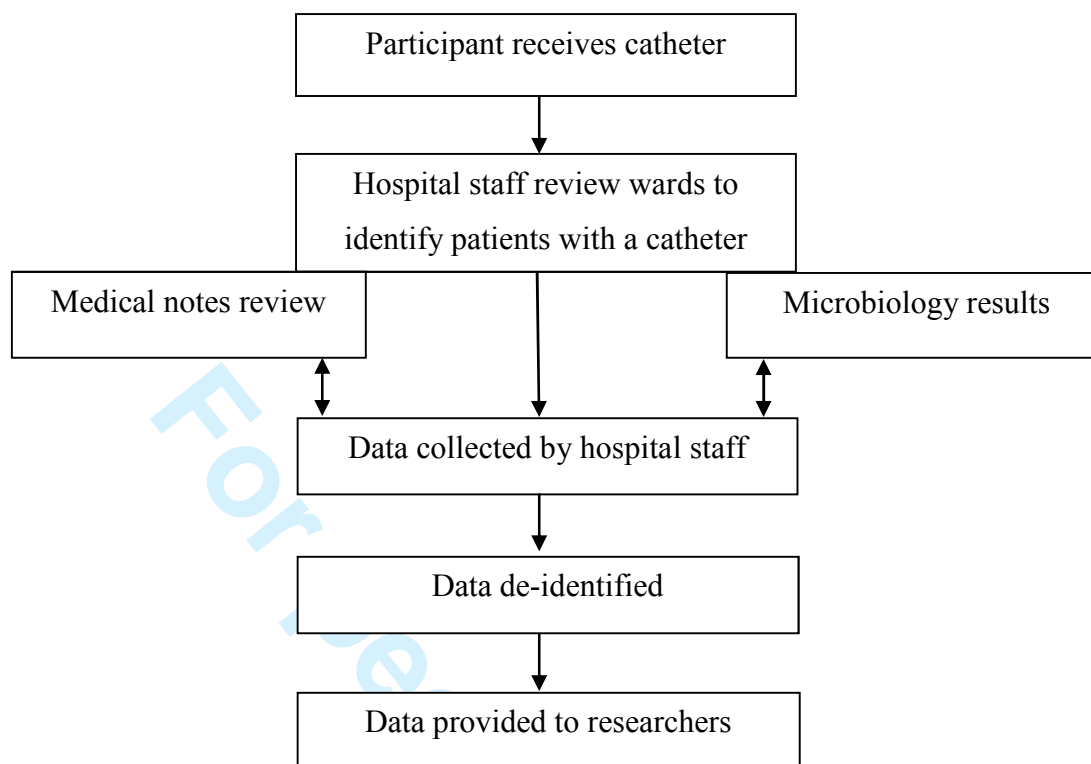 Participant receives catheter
Hospital staff review wards to
identify patients with a catheter
Medical notes review
Microbiology results
Data collected by hospital staff
Data de-identified
Data provided to researchers
For